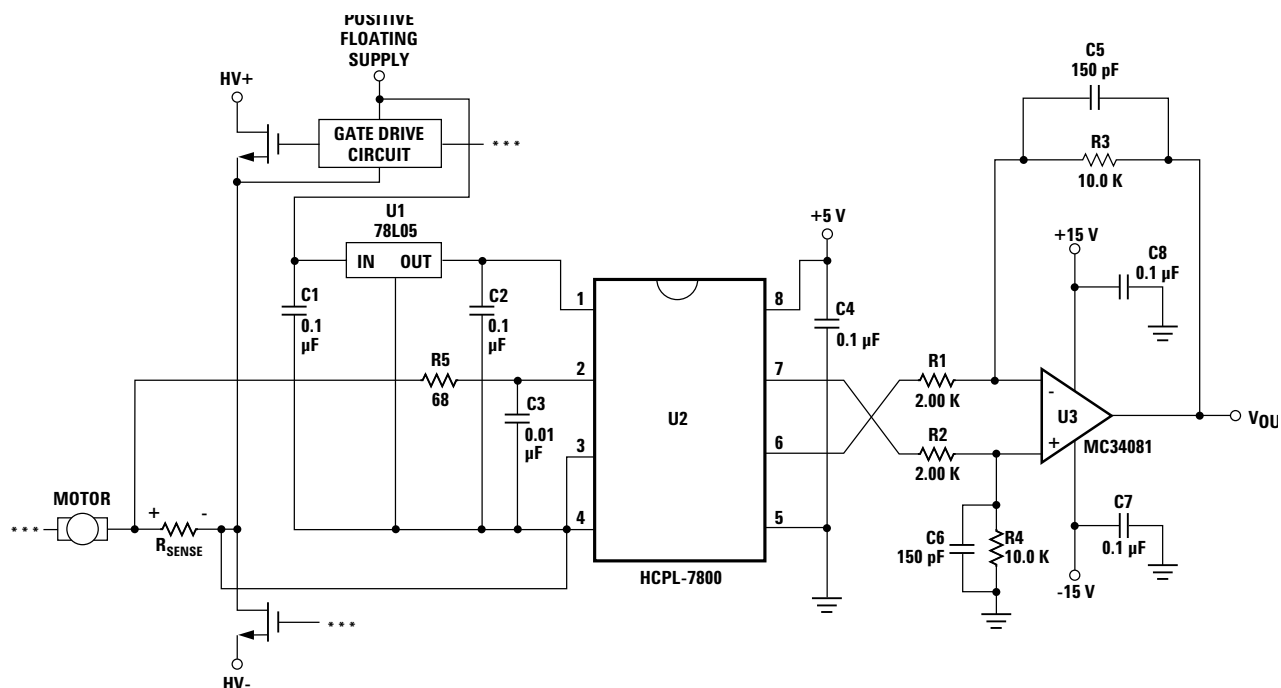 POSITIVE
FLOATING
SUPPLY
HV+
GATE DRIVE
CIRCUIT
***
U1
78L05
IN OUT
C1
0.1
µF
C2
0.1
µF
R5
68
C3
0.01
µF
MOTOR
***
+ -
RSENSE
***
HV-
1
2
3
4
U2
8
7
6
5
HCPL-7800
+5 V
C4
0.1 µF
R1
2.00 K
R2
2.00 K
C5
150 pF
R3
10.0 K
+15 V
C8
0.1 µF
-
U3
+
MC34081
VOU
C6
150 pF
R4
10.0 K
C7
0.1 µF
-15 V